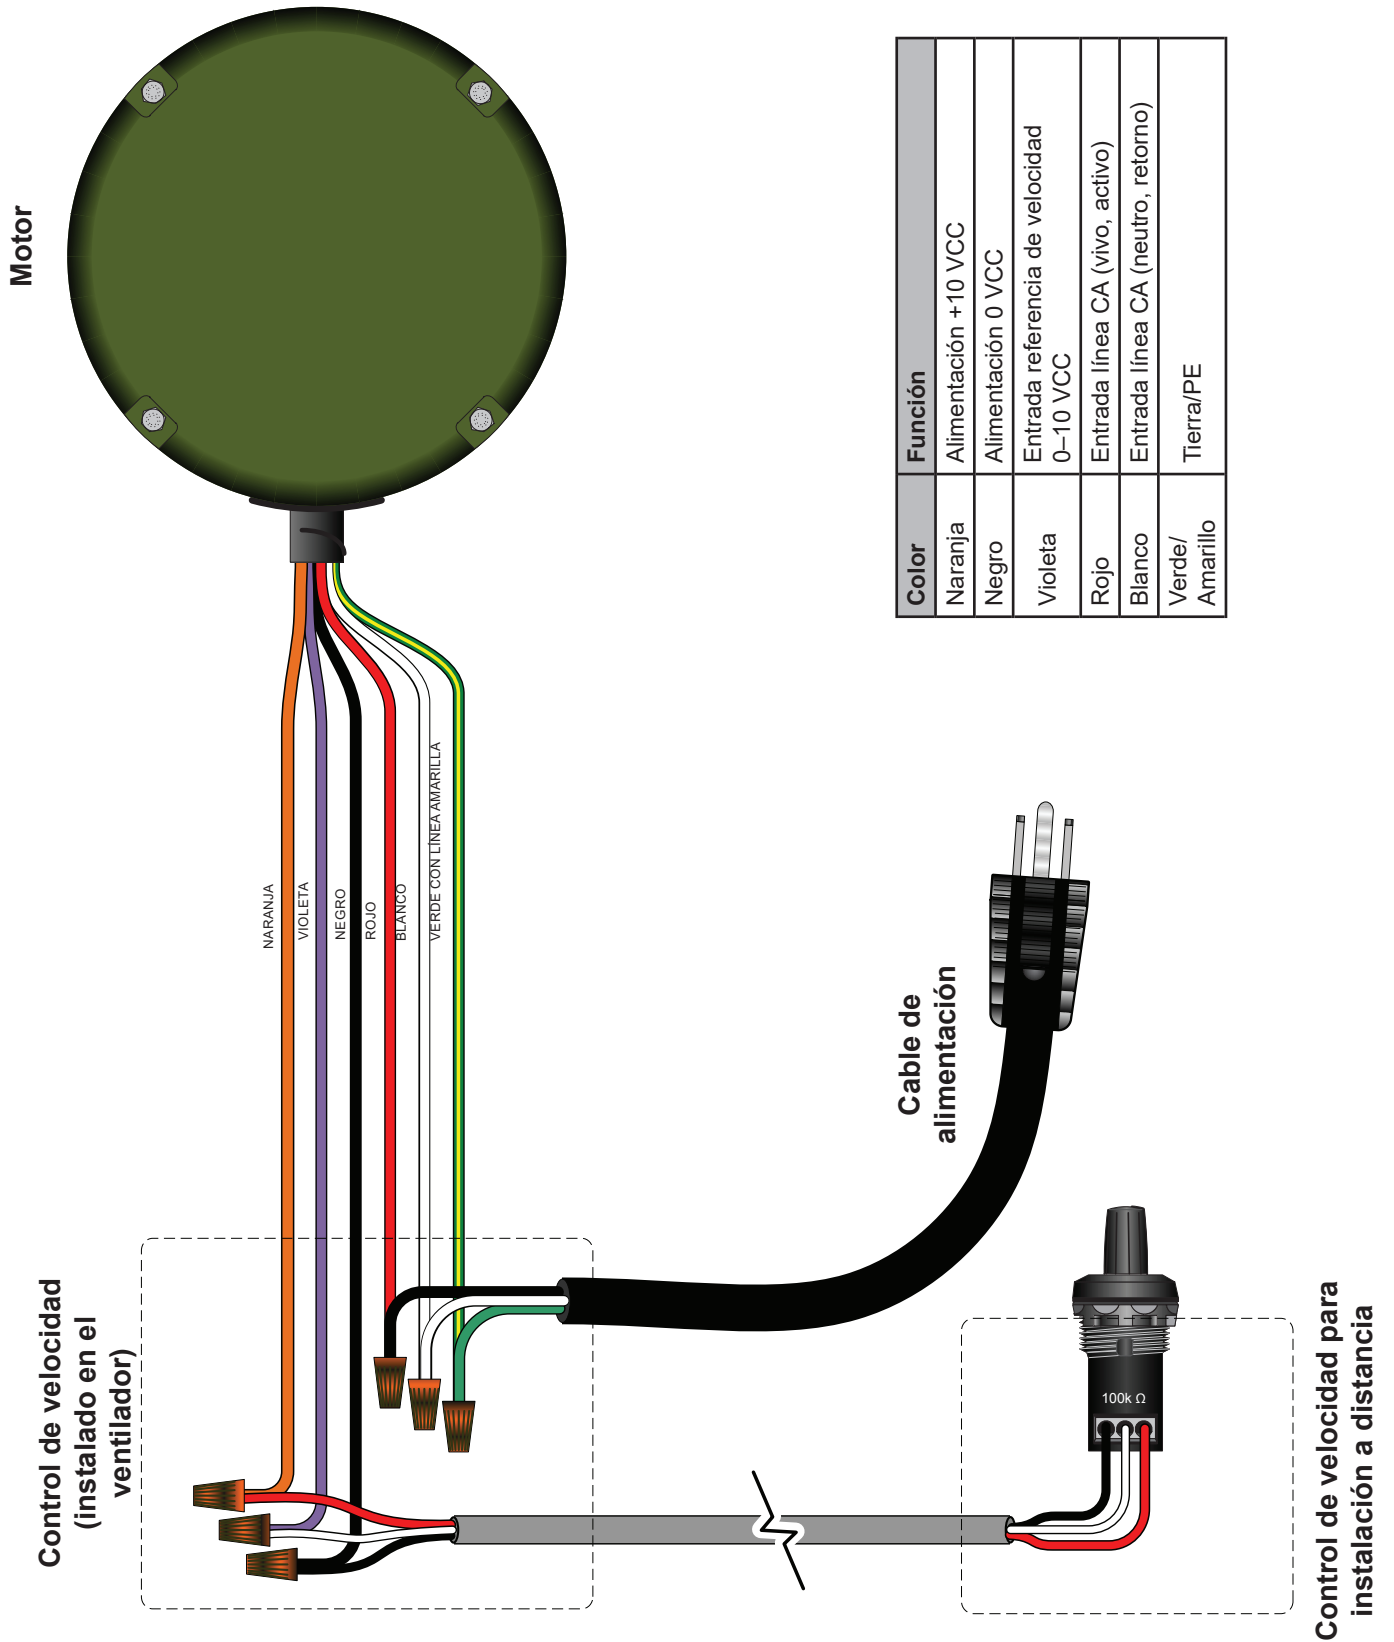 Motor
NARANJA
VIOLETA
NEGRO
ROJO
BLANCO
VERDE CON LÍNEA AMARILLA
Control de velocidad
(instalado en el
ventilador)
Cable de
alimentación
100k Ω
Control de velocidad para
instalación a distancia
Color Función
Naranja Alimentación +10 VCC
Negro Alimentación 0 VCC
Violeta Entrada referencia de velocidad
0–10 VCC
Rojo Entrada línea CA (vivo, activo)
Blanco Entrada línea CA (neutro, retorno)
Verde/
Amarillo Tierra/PE